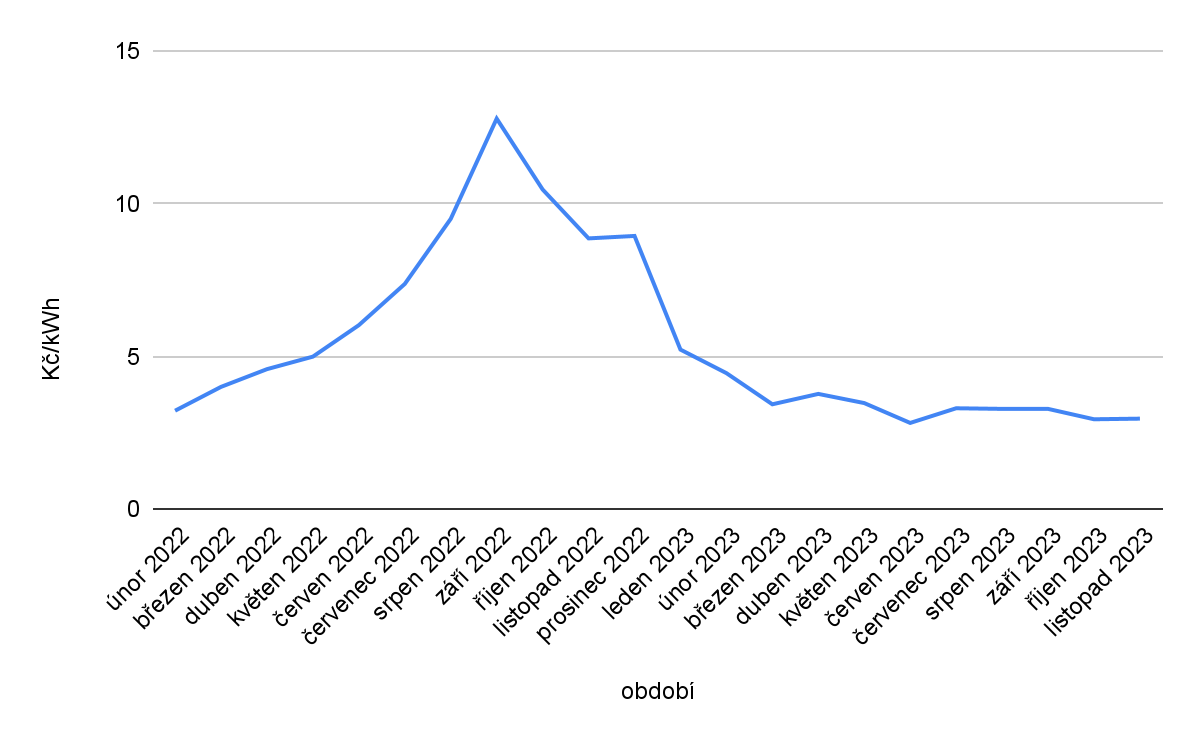 15
10
5
0
Kč/kWh
únor 2022
březen 2022
duben 2022
květen 2022
červen 2022
červenec 2022
srpen 2022
září 2022
říjen 2022
listopad 2022
prosinec 2022
leden 2023
únor 2023
březen 2023
duben 2023
květen 2023
červen 2023
červenec 2023
srpen 2023
září 2023
říjen 2023
listopad 2023
období